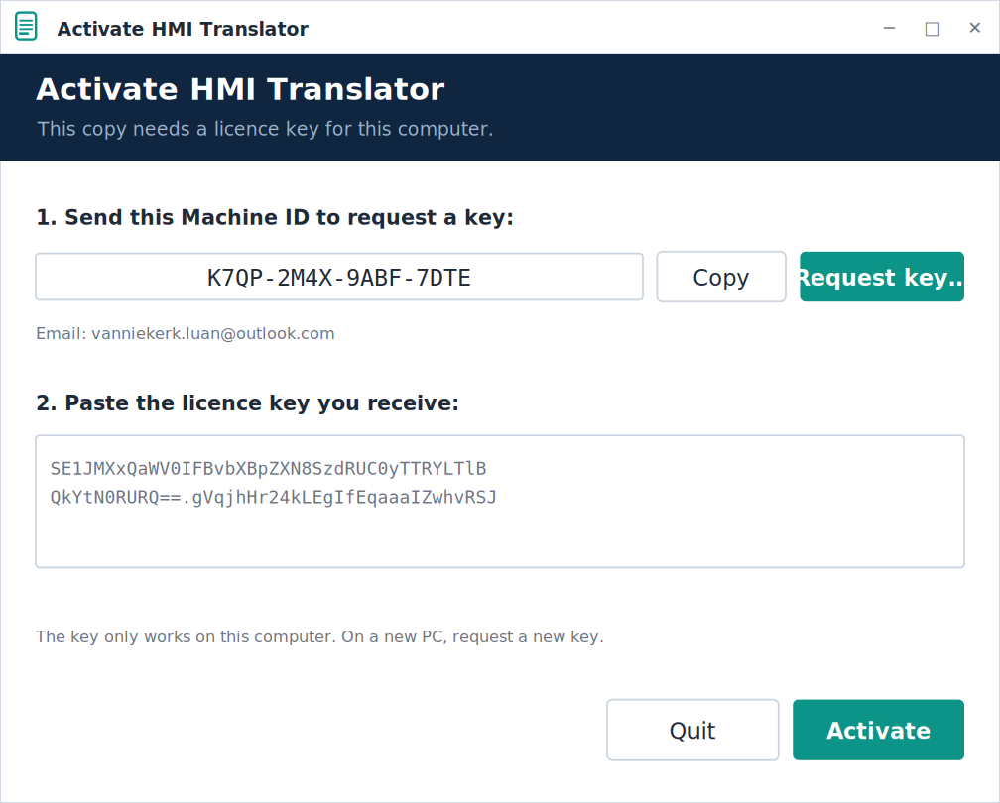 Activate HMI Translator
Activate HMI Translator
This copy needs a licence key for this computer.
1. Send this Machine ID to request a key:
K7QP-2M4X-9ABF-7DTE
Copy
Request key..
Email: vanniekerk.luan@outlook.com
2. Paste the licence key you receive:
SE1JMXxQaWV0IFBvbXBpZXN8SzdRUC0yTTRYLTlB
QkYtN0RURQ==.gVqjhHr24kLEgIfEqaaaIZwhvRSJ
The key only works on this computer. On a new PC, request a new key.
Quit
Activate